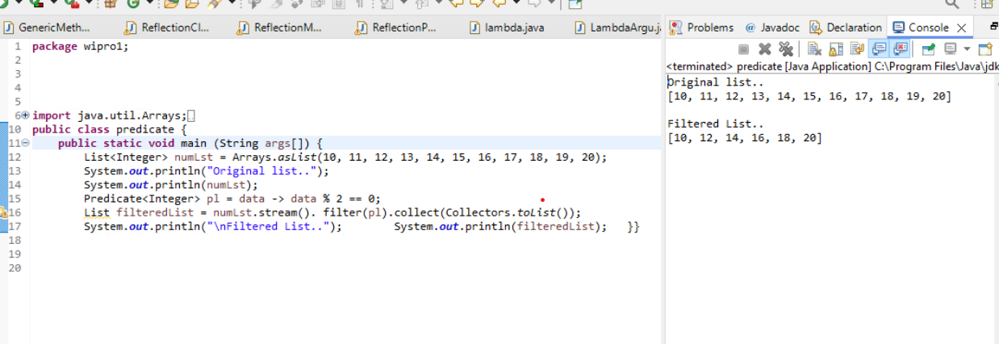 GenericMeth...
ReflectionCl...
ReflectionM...
ReflectionP...
lambda.java
LambdaArgu.j
Problems
@ Javadoc
Declaration
Console
1 package wipro1;
2
3
4
5
6 import java.util.Arrays;
10 public class predicate {
11 public static void main (String args[]) {
12 List<Integer> numLst = Arrays.asList(10, 11, 12, 13, 14, 15, 16, 17, 18, 19, 20);
13 System.out.println("Original list..");
14 System.out.println(numLst);
15 Predicate<Integer> pl = data -> data % 2 == 0;
16 List filteredList = numLst.stream(). filter(pl).collect(Collectors.toList());
17 System.out.println("\nFiltered List.."); System.out.println(filteredList); }}
18
19
20
<terminated> predicate [Java Application] C:\Program Files\Java\jdk
Original list..
[10, 11, 12, 13, 14, 15, 16, 17, 18, 19, 20]
Filtered List..
[10, 12, 14, 16, 18, 20]